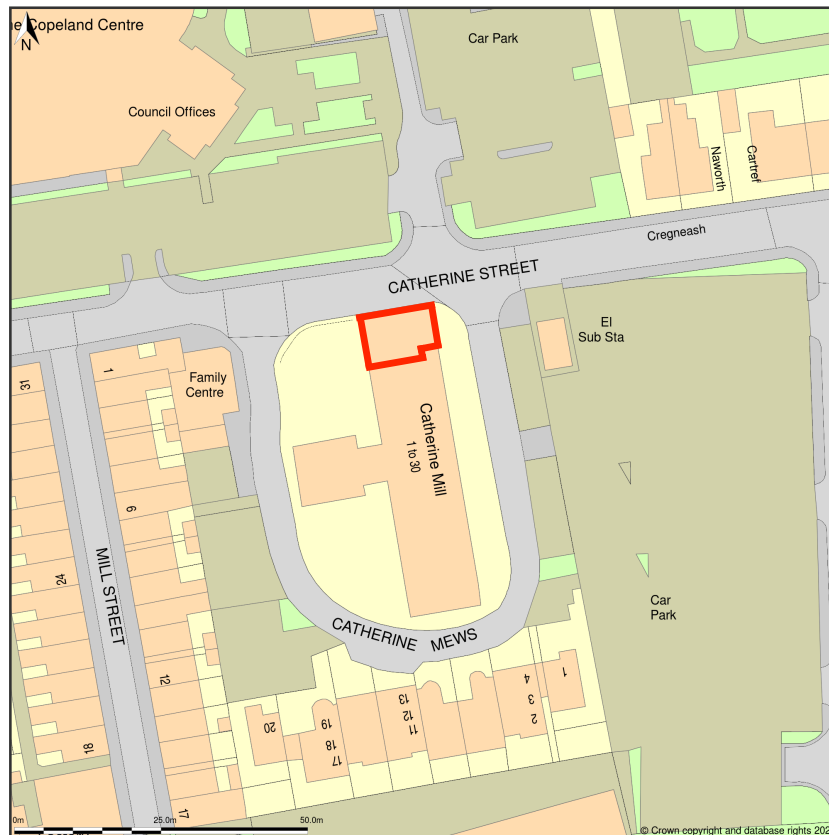 Copeland Centre
N
Council Offices
Car Park
Naworth
Cartref
Cregneash
CATHERINE STREET
El
Sub Sta
31
1
Family
Centre
Catherine Mill
1 to 30
9
24
MILL STREET
Car
Park
CATHERINE MEWS
12
18
17
20
19
18
17
13
12
11
4
3
2
1
0m
25.0m
50.0m
© Crown copyright and database rights 202